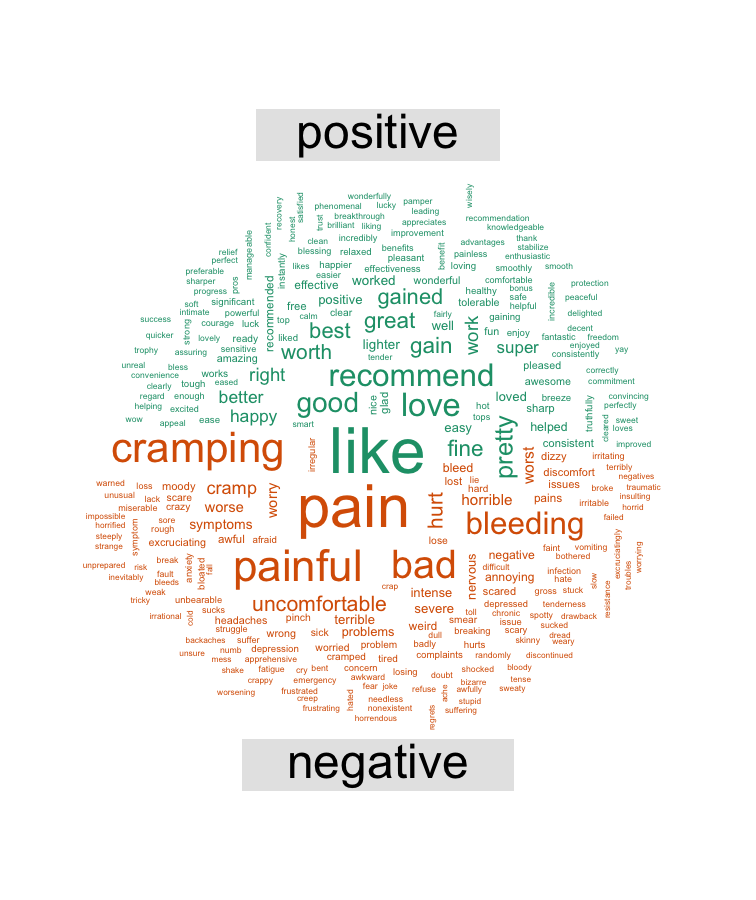 positive
wisely
wonderfully
pamper
phenomenal
lucky
leading
breakthrough
appreciates
recommendation
knowledgeable
brilliant
liking
improvement
recovery
satisfied
honest
trust
confident
manageable
clean
incredibly
thank
stabilize
relief
perfect
blessing
relaxed
benefits
pleasant
benefit
advantages
painless
enthusiastic
preferable
sharper
progress
pros
instantly
likes
happier
easier
effectiveness
loving
smoothly
smooth
soft
intimate
significant
powerful
recommended
effective
worked
wonderful
healthy
comfortable
bonus
safe
helpful
incredible
protection
peaceful
delighted
success
strong
courage
luck
free
positive
gained
tolerable
top
calm
clear
great
fairly
well
work
gaining
fun
enjoy
decent
fantastic
freedom
enjoyed
quicker
lovely
ready
liked
best
lighter
gain
super
consistently
yay
trophy
assuring
sensitive
amazing
worth
tender
pleased
correctly
unreal
bless
convenience
works
right
recommend
awesome
commitment
clearly
tough
eased
regard
enough
better
good
nice
glad
love
hot
loved
breeze
convincing
perfectly
helping
excited
happy
tops
sharp
truthfully
cleared
sweet
loves
wow
appeal
ease
smart
easy
pretty
helped
cramping
irregular
like
fine
worst
consistent
improved
dizzy
irritating
bleed
terribly
warned
loss
moody
cramp
worry
lost
lie
hard
discomfort
issues
negatives
traumatic
unusual
lack
scare
worse
pain
hurt
horrible
pains
broke
insulting
miserable
crazy
irritable
horrid
impossible
horrified
symptom
sore
rough
symptoms
bleeding
failed
steeply
strange
excruciating
awful
afraid
lose
excruciatingly
worrying
unprepared
risk
break
anxiety
bloated
fall
painful
bad
nervous
negative
faint
vomiting
bothered
troubles
inevitably
fault
bleeds
difficult
annoying
infection
hate
slow
resistance
weak
crap
intense
scared
gross
stuck
tricky
unbearable
uncomfortable
severe
depressed
tenderness
irrational
cold
sucks
headaches
pinch
terrible
toll
chronic
spotty
drawback
struggle
weird
smear
issue
sucked
backaches
suffer
wrong
sick
problems
dull
breaking
scary
dread
skinny
weary
unsure
numb
depression
worried
problem
badly
hurts
mess
apprehensive
cramped
tired
complaints
randomly
discontinued
shake
fatigue
cry
bent
concern
losing
doubt
shocked
bloody
crappy
emergency
awkward
bizarre
tense
worsening
frustrated
creep
hated
fear
joke
refuse
ache
awfully
sweaty
needless
stupid
frustrating
nonexistent
regrets
suffering
horrendous
negative